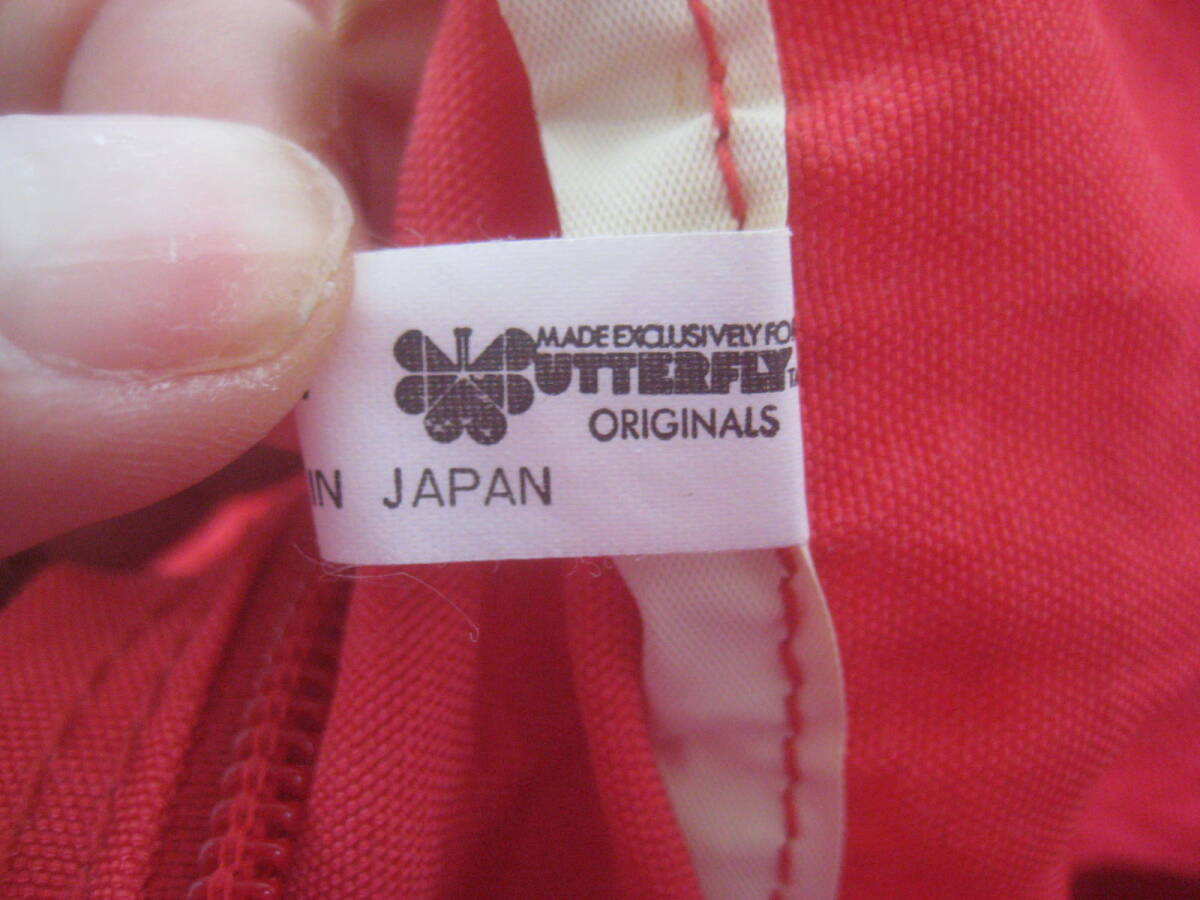 MADE EXCLUSIVELY FOR
UTTERFLY
ORIGINALS
IN JAPAN